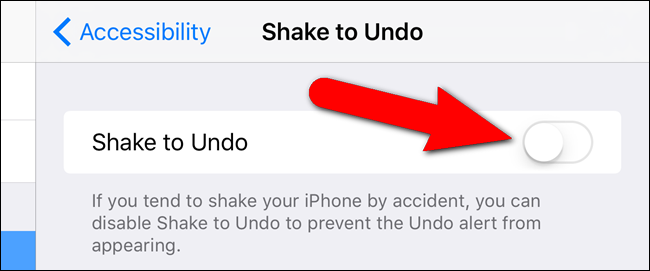 Accessibility Shake to Undo
Shake to Undo
If you tend to shake your iPhone by accident, you can
disable Shake to Undo to prevent the Undo alert from
appearing.